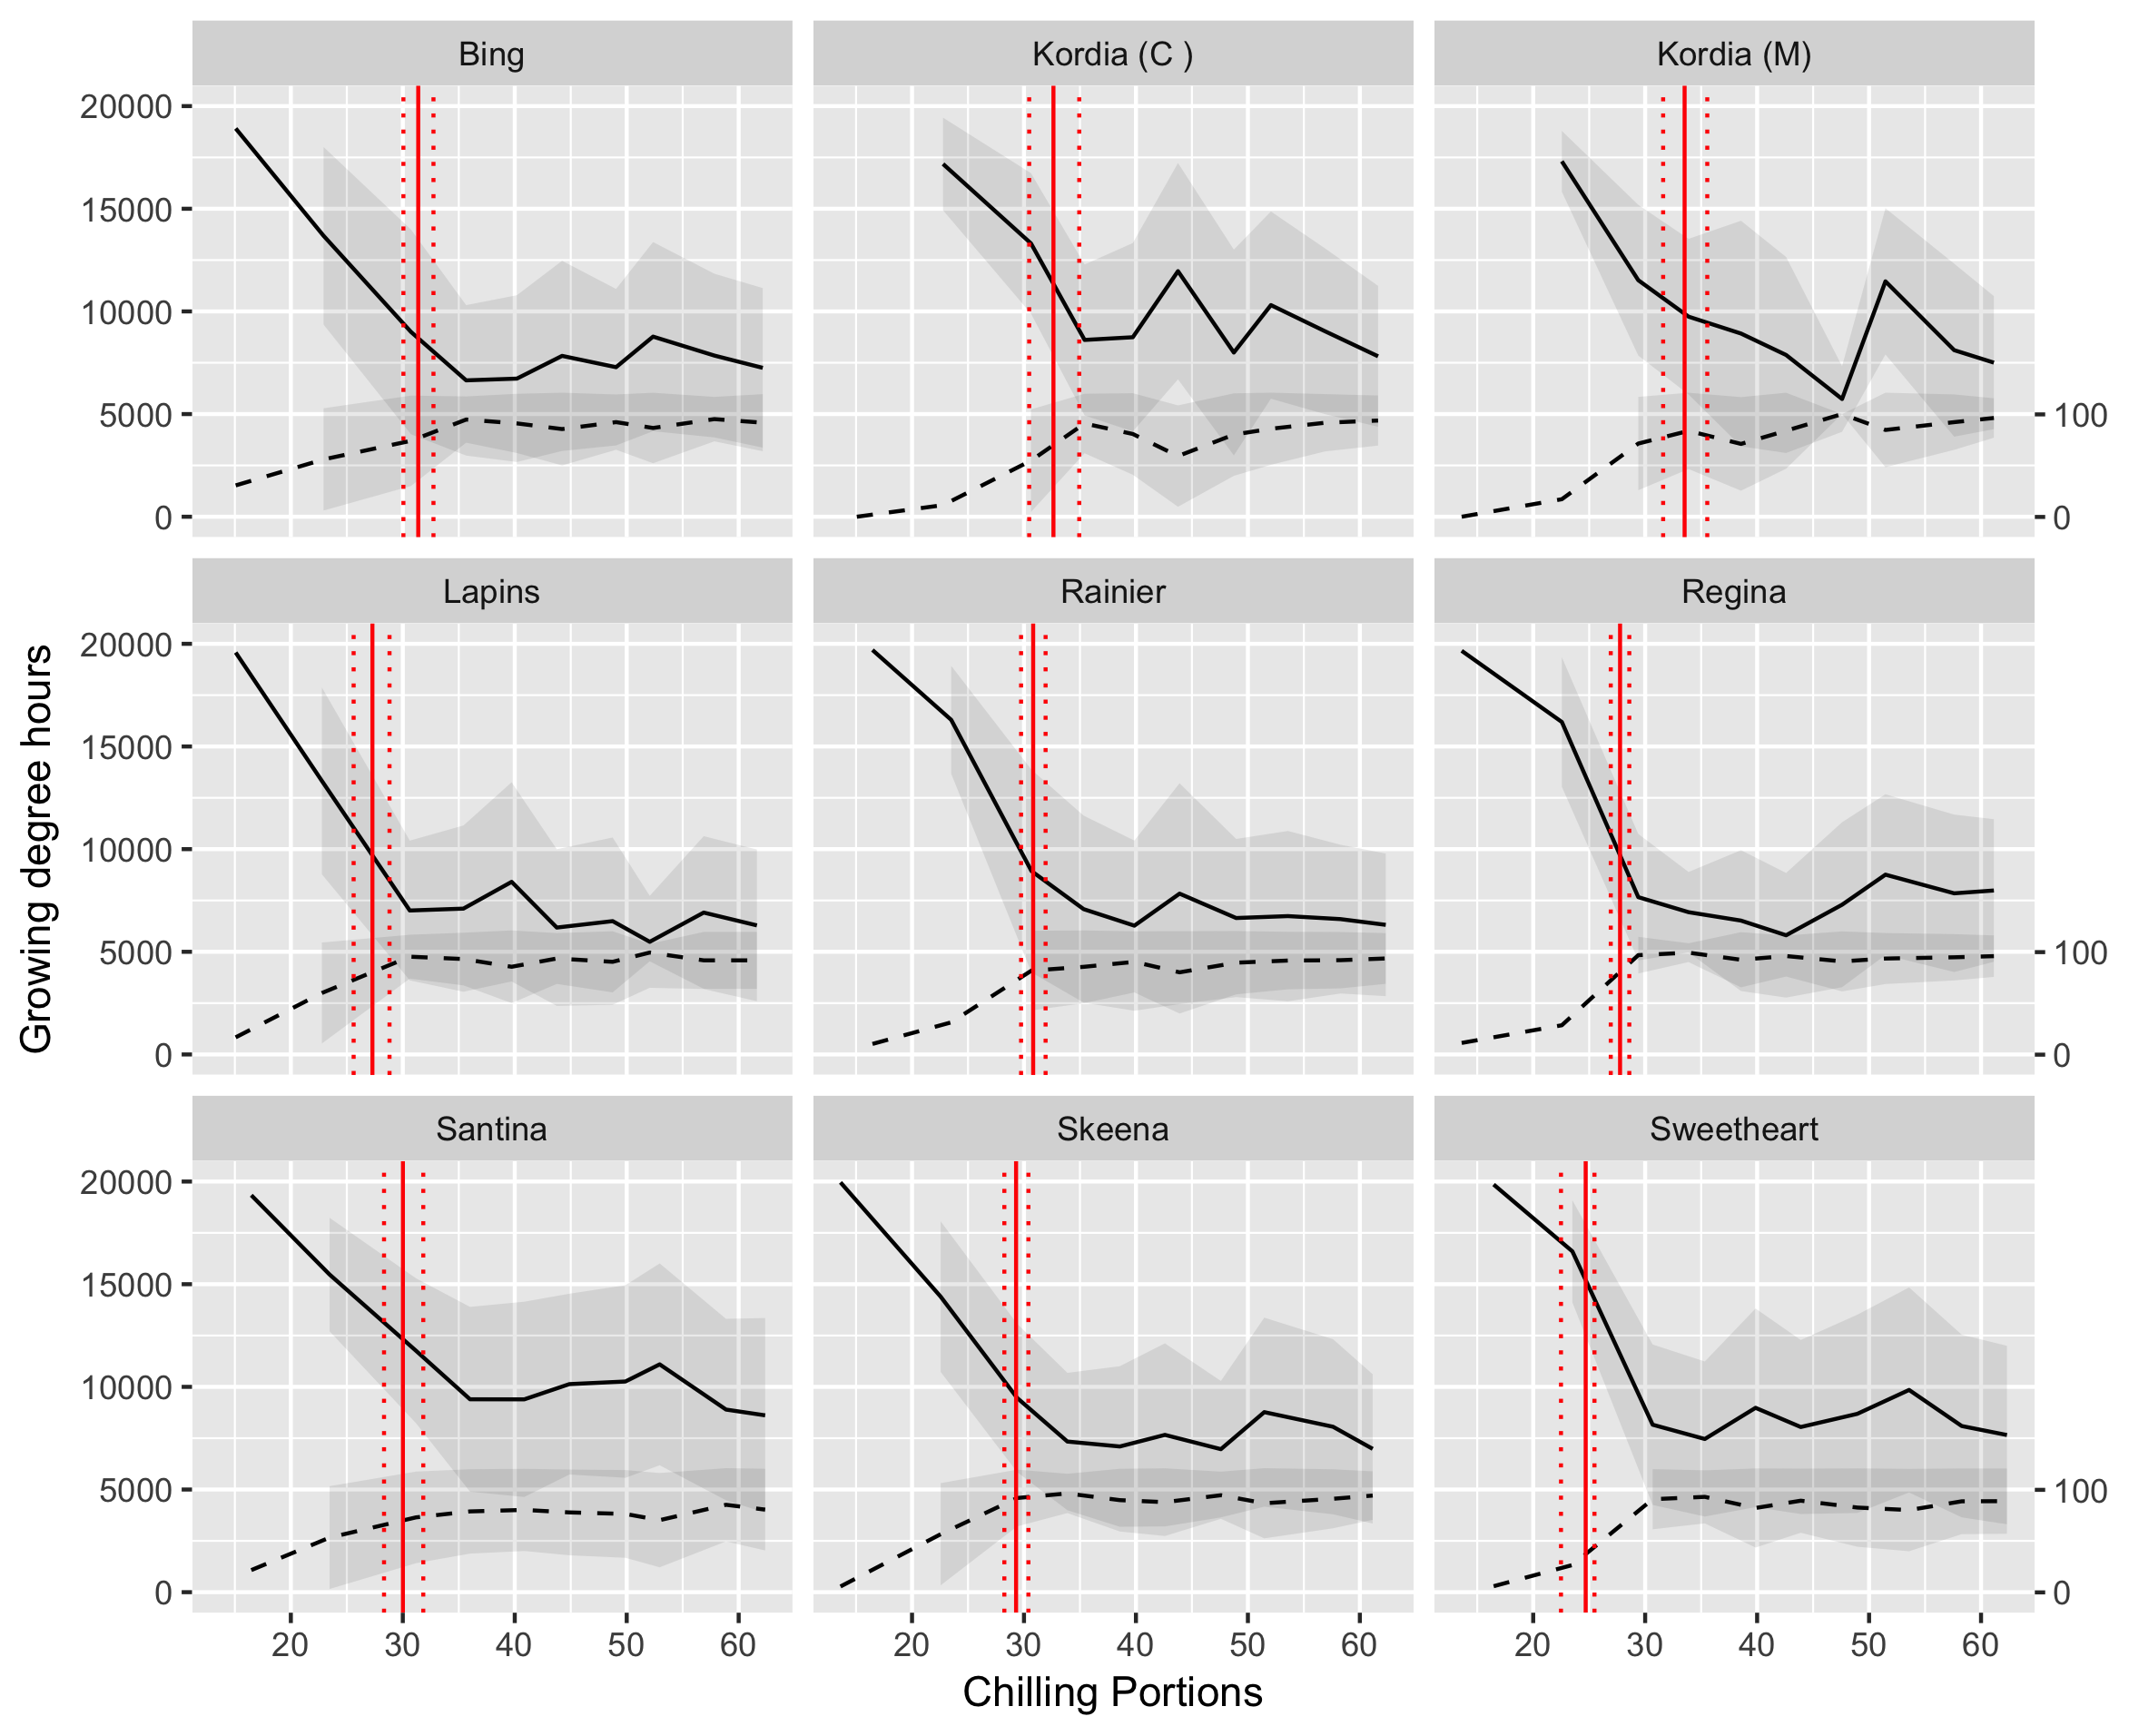 Bing
Kordia (C )
Kordia (M)
20000
15000
10000
5000
0
100
0
Lapins
Rainier
Regina
20000
15000
10000
5000
0
100
0
Growing degree hours
Santina
Skeena
Sweetheart
20000
15000
10000
5000
0
100
0
20 30 40 50 60
20 30 40 50 60
20 30 40 50 60
Chilling Portions